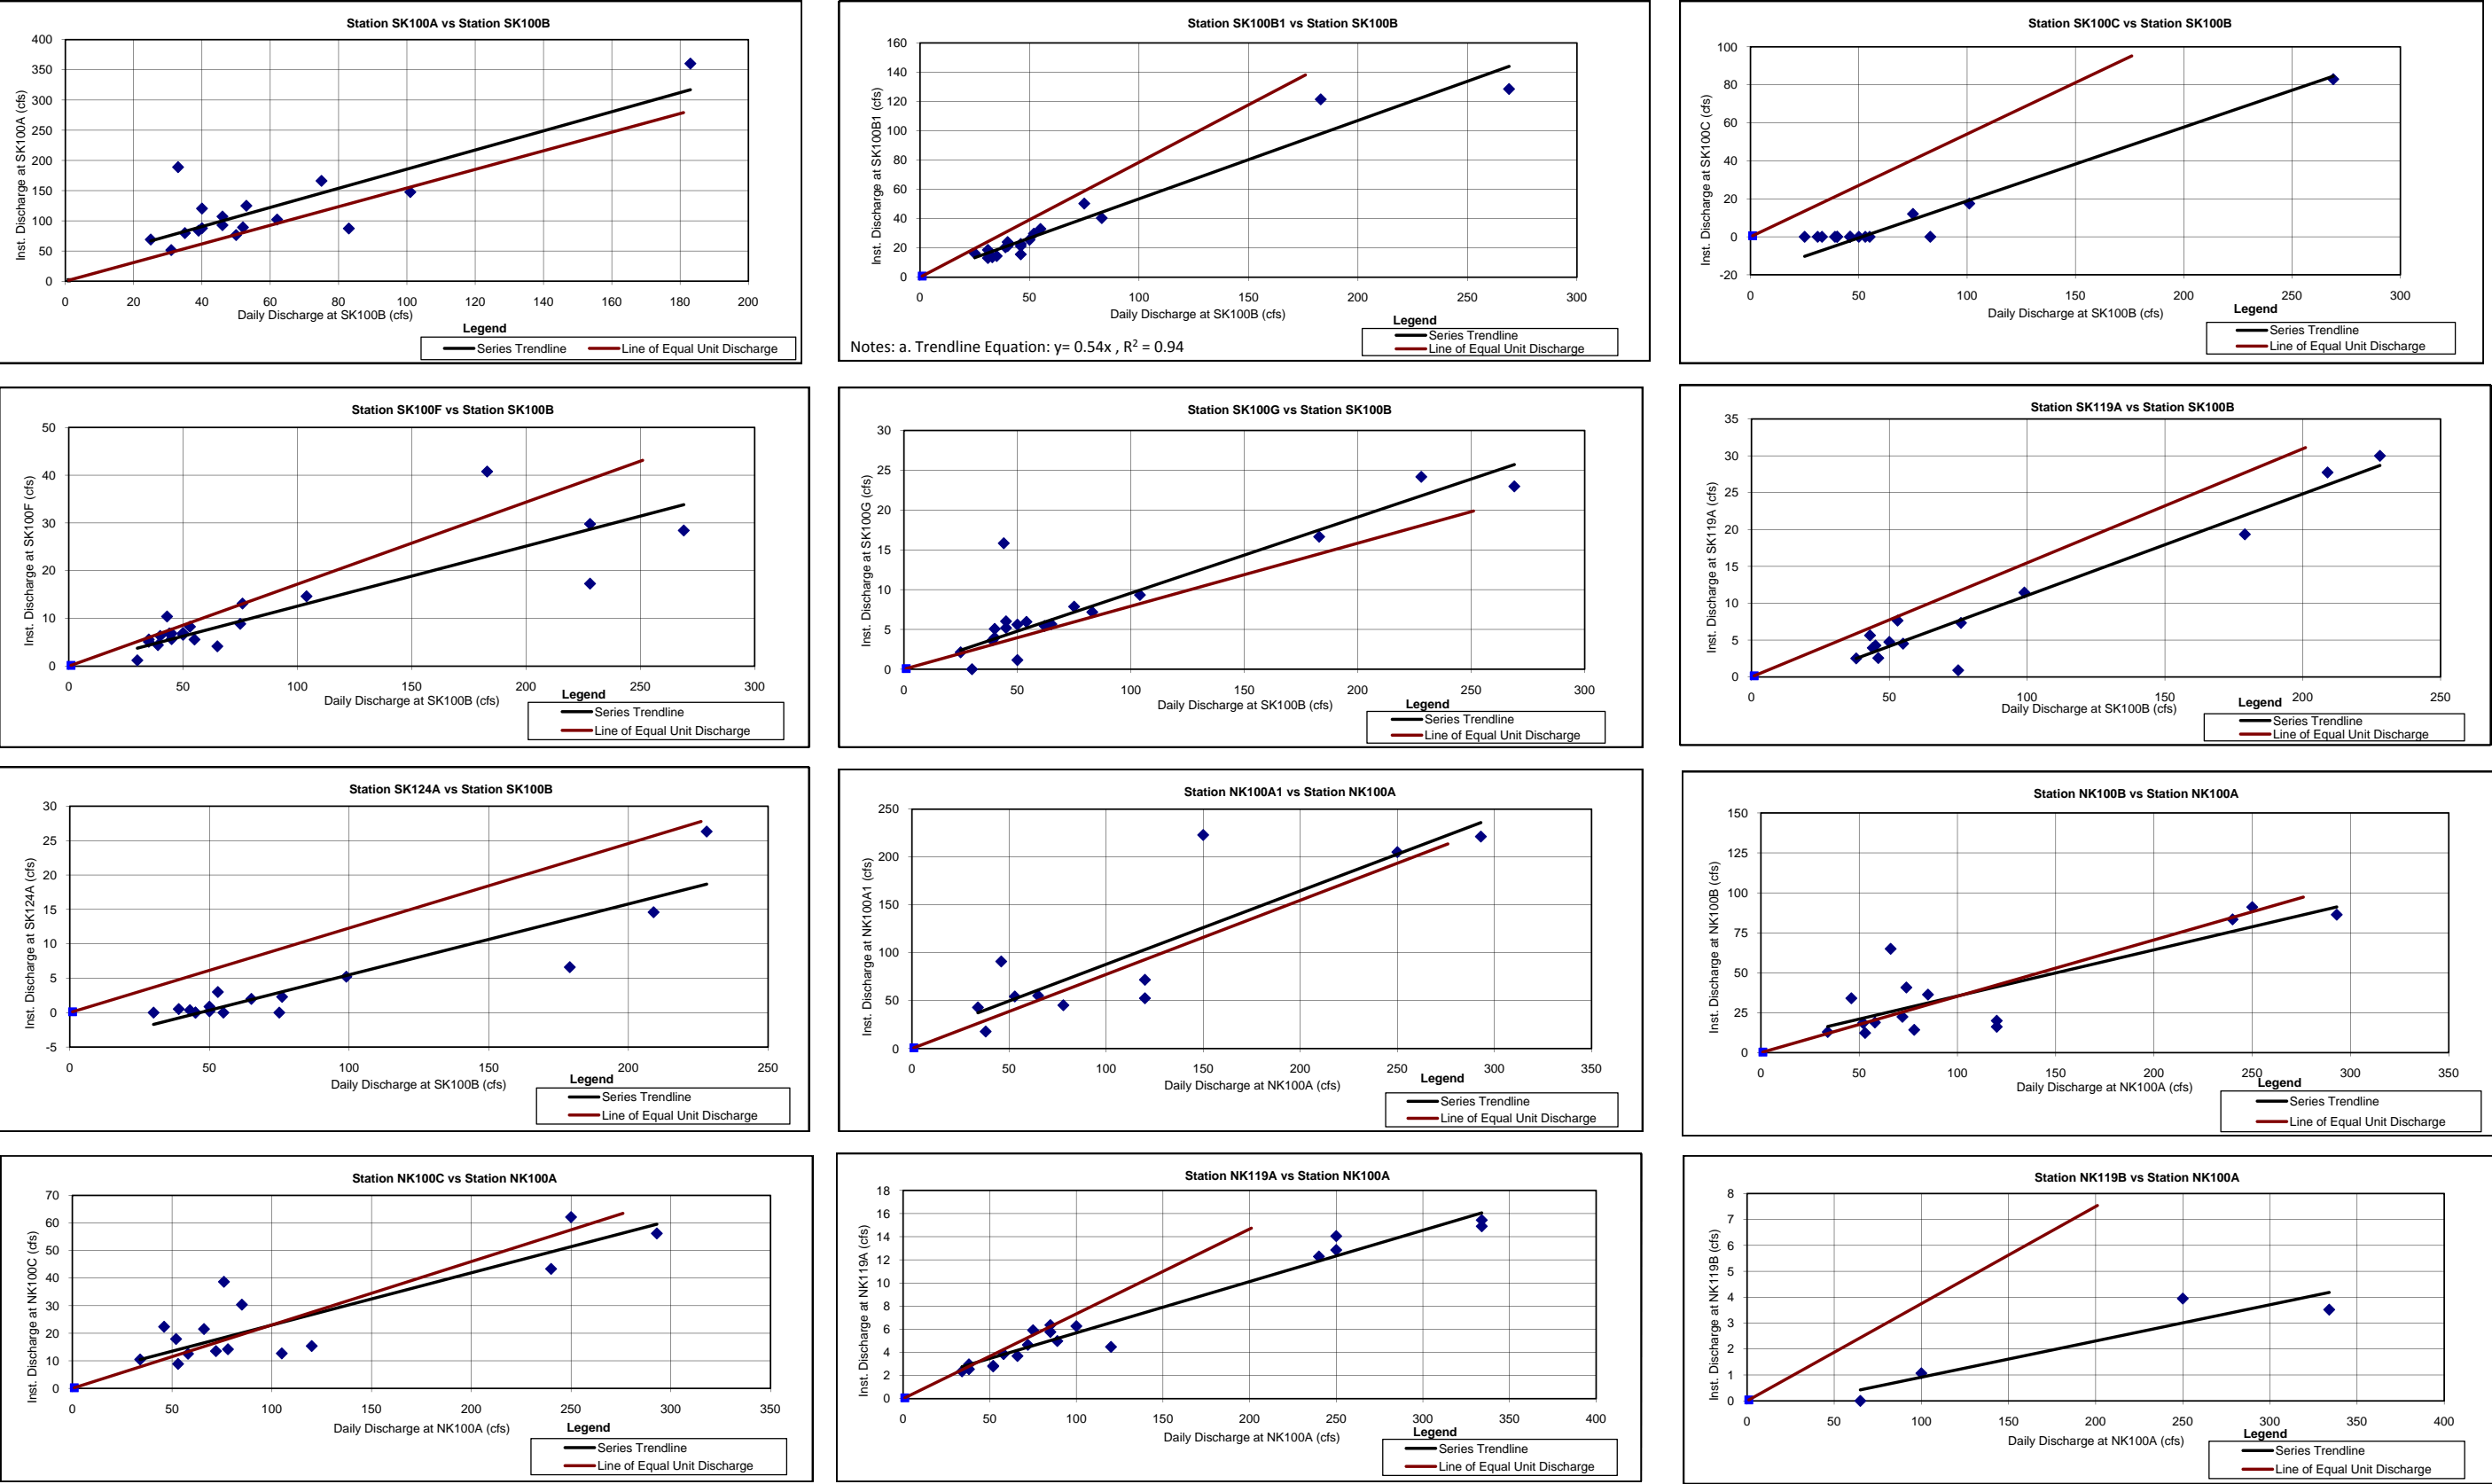 Station SK100A vs Station SK100B
400
350
300
250
200
150
100
50
0
Inst. Discharge at SK100A (cfs)
0 20 40 60 80 100 120 140 160 180 200
Daily Discharge at SK100B (cfs)
Legend
Series Trendline Line of Equal Unit Discharge
Station SK100B1 vs Station SK100B
160
140
120
100
80
60
40
20
0
Inst. Discharge at SK100B1 (cfs)
0 50 100 150 200 250 300
Daily Discharge at SK100B (cfs)
Legend
Series Trendline
Line of Equal Unit Discharge
Notes: a. Trendline Equation: y= 0.54x , R² = 0.94
Station SK100C vs Station SK100B
100
80
60
40
20
0
-20
Inst. Discharge at SK100C (cfs)
0 50 100 150 200 250 300
Daily Discharge at SK100B (cfs)
Legend
Series Trendline
Line of Equal Unit Discharge
Station SK100F vs Station SK100B
50
40
30
20
10
0
Inst. Discharge at SK100F (cfs)
0 50 100 150 200 250 300
Daily Discharge at SK100B (cfs)
Legend
Series Trendline
Line of Equal Unit Discharge
Station SK100G vs Station SK100B
30
25
20
15
10
5
0
Inst. Discharge at SK100G (cfs)
0 50 100 150 200 250 300
Daily Discharge at SK100B (cfs)
Legend
Series Trendline
Line of Equal Unit Discharge
Station SK119A vs Station SK100B
35
30
25
20
15
10
5
0
Inst. Discharge at SK119A (cfs)
0 50 100 150 200 250
Daily Discharge at SK100B (cfs)
Legend
Series Trendline
Line of Equal Unit Discharge
Station SK124A vs Station SK100B
30
25
20
15
10
5
0
-5
Inst. Discharge at SK124A (cfs)
0 50 100 150 200 250
Daily Discharge at SK100B (cfs)
Legend
Series Trendline
Line of Equal Unit Discharge
Station NK100A1 vs Station NK100A
250
200
150
100
50
0
Inst. Discharge at NK100A1 (cfs)
0 50 100 150 200 250 300 350
Daily Discharge at NK100A (cfs)
Legend
Series Trendline
Line of Equal Unit Discharge
Station NK100B vs Station NK100A
150
125
100
75
50
25
0
Inst. Discharge at NK100B (cfs)
0 50 100 150 200 250 300 350
Daily Discharge at NK100A (cfs)
Legend
Series Trendline
Line of Equal Unit Discharge
Station NK100C vs Station NK100A
70
60
50
40
30
20
10
0
Inst. Discharge at NK100C (cfs)
0 50 100 150 200 250 300 350
Daily Discharge at NK100A (cfs)
Legend
Series Trendline
Line of Equal Unit Discharge
Station NK119A vs Station NK100A
18
16
14
12
10
8
6
4
2
0
Inst. Discharge at NK119A (cfs)
0 50 100 150 200 250 300 350 400
Daily Discharge at NK100A (cfs)
Legend
Series Trendline
Line of Equal Unit Discharge
Station NK119B vs Station NK100A
8
7
6
5
4
3
2
1
0
Inst. Discharge at NK119B (cfs)
0 50 100 150 200 250 300 350 400
Daily Discharge at NK100A (cfs)
Legend
Series Trendline
Line of Equal Unit Discharge